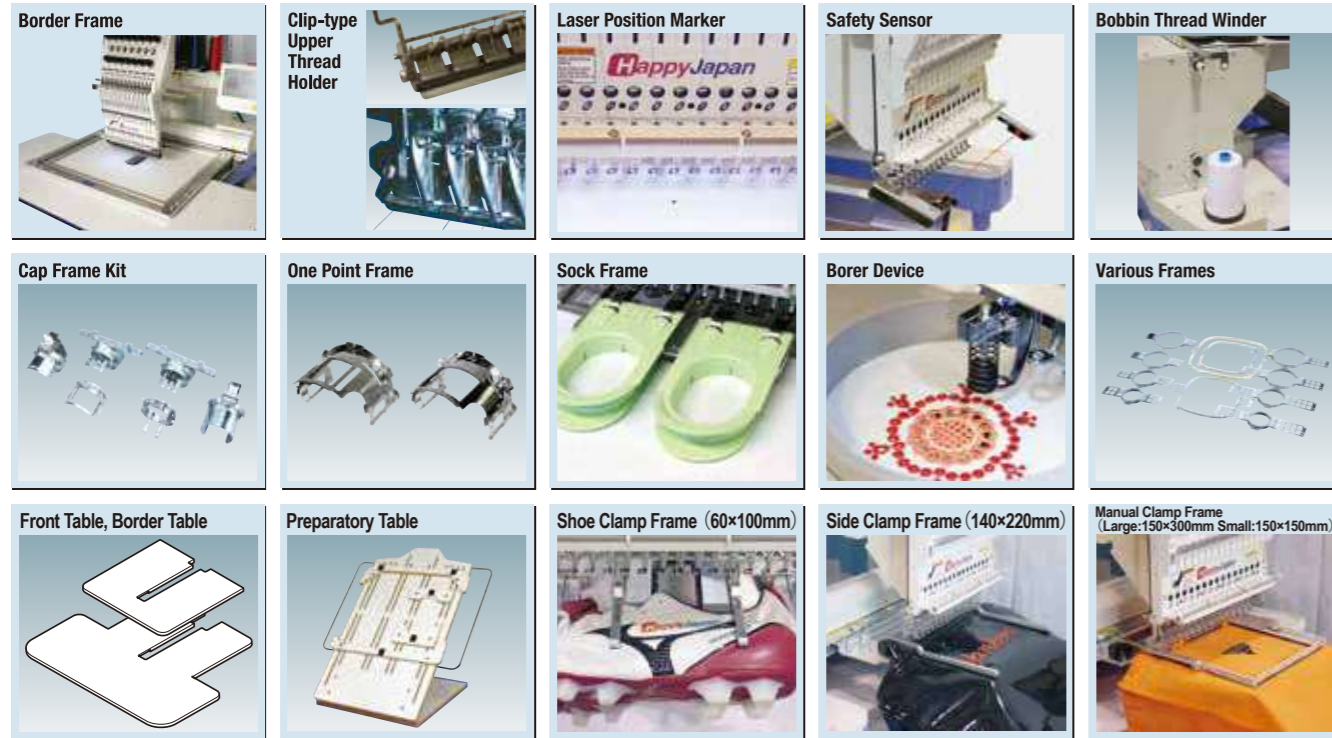 Border Frame
Clip-type
Upper
Thread
Holder
Laser Position Marker
HappyJapan
Safety Sensor
Bobbin Thread Winder
Cap Frame Kit
One Point Frame
Sock Frame
Borer Device
Various Frames
Front Table, Border Table
Preparatory Table
Shoe Clamp Frame (60×100mm)
Side Clamp Frame (140×220mm)
Manual Clamp Frame
(Large:150×300mm Small:150×150mm)